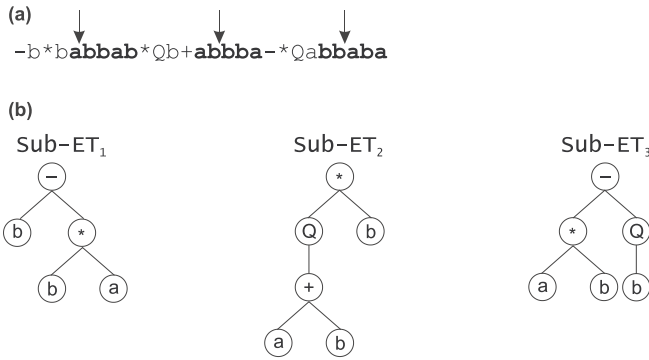 (a)
-b*babbab*Qb+abbba-*Qabbaba
(b)
Sub-ET1 Sub-ET2 Sub-ET3
- * -
b * Q b * Q
b a + a b b
a b